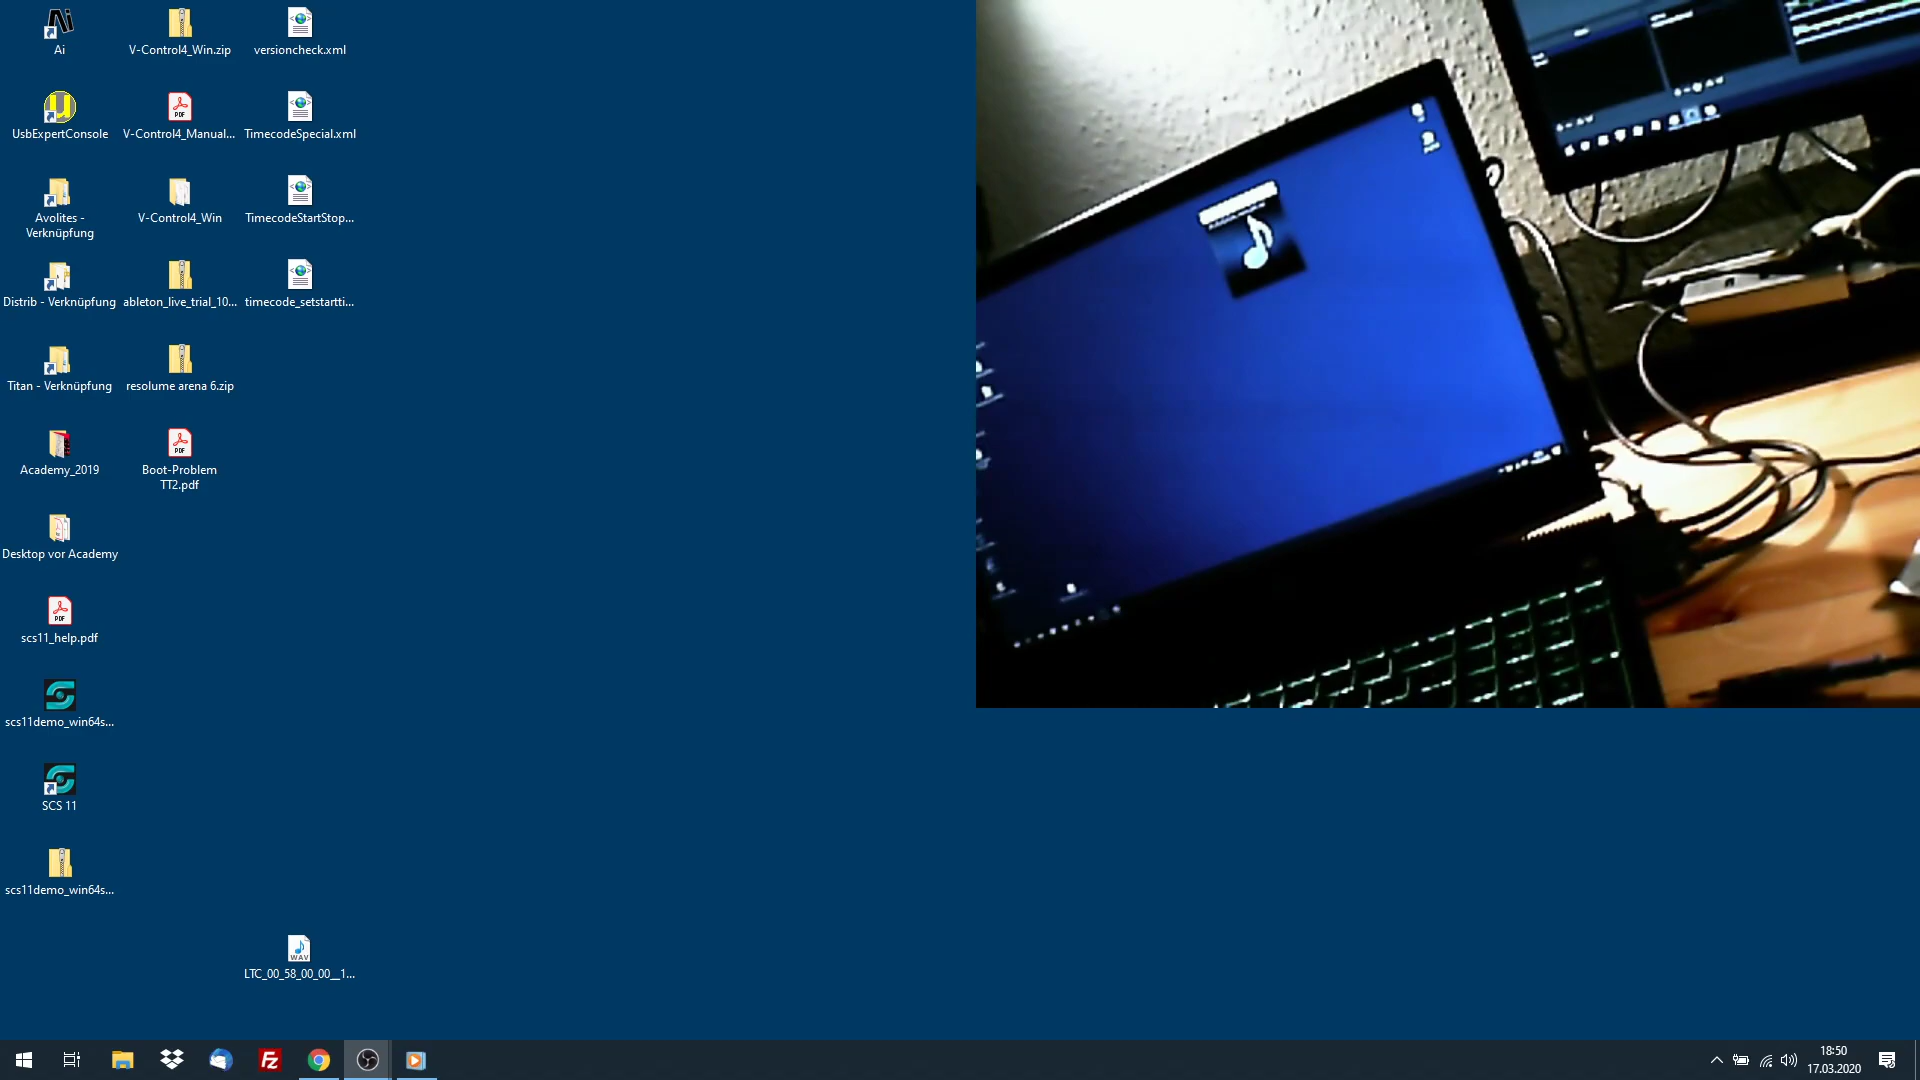 Ai
V-Control4_Win.zip
versioncheck.xml
UsbExpertConsole
V-Control4_Manual...
TimecodeSpecial.xml
Avolites -
Verknüpfung
V-Control4_Win
TimecodeStartStop...
Distrib - Verknüpfung
ableton_live_trial_10...
timecode_setstartti...
Titan - Verknüpfung
resolume arena 6.zip
Academy_2019
Boot-Problem
TT2.pdf
Desktop vor Academy
scs11_help.pdf
scs11demo_win64s...
SCS 11
scs11demo_win64s...
LTC_00_58_00_00__1...
18:50
17.03.2020